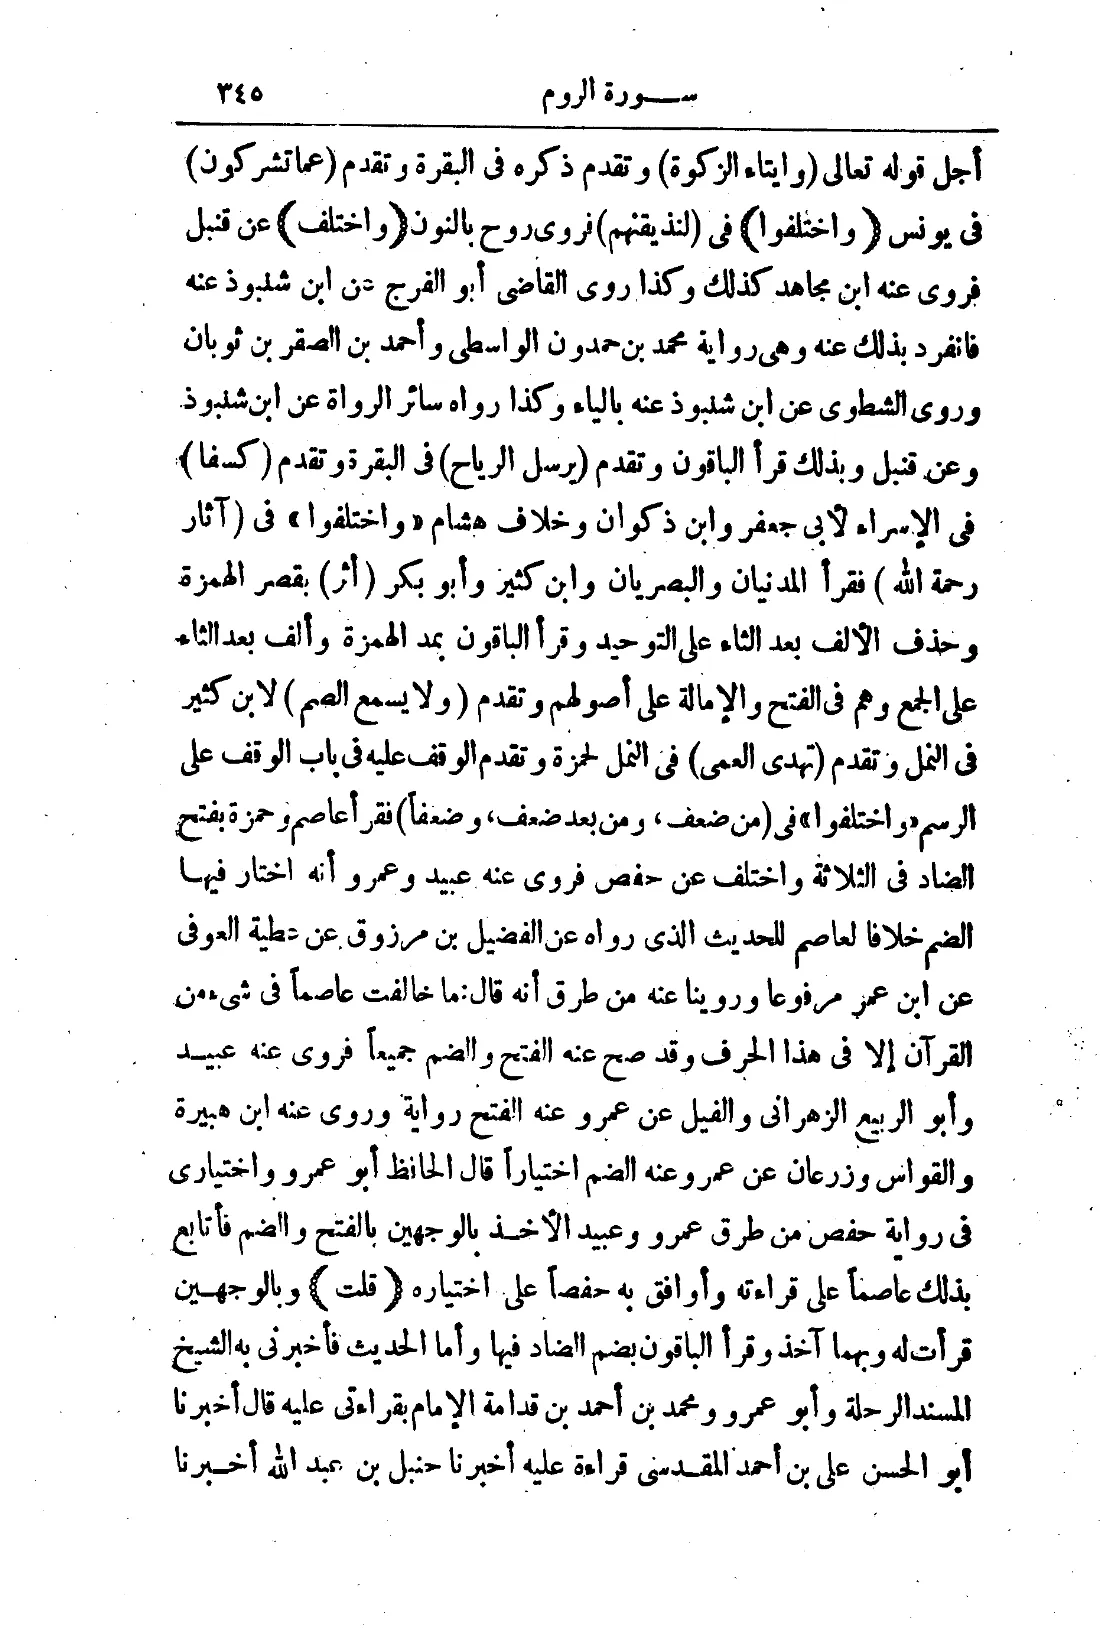 سورة الروم ٣٤٥
أجل قوله تعالى (وايتاء الزكوة) وتقدم ذكره فى البقرة وتقدم (عما تشركون)
فى يونس (واختلفوا) فى (لنذيقنهم) فروى روح بالنون (واختلف) عن قنبل
فروى عنه ابن مجاهد كذلك وكذا روى القاضى أبو الفرج عن ابن شنبوذ عنه
فانفرد بذلك عنه وهى رواية محمد بن حمدون الواسطى وأحمد بن الصقر بن ثوبان
وروى الشطوى عن ابن شنبوذ عنه بالياء وكذا رواه سائر الرواة عن ابن شنبوذ
وعن قنبل وبذلك قرأ الباقون وتقدم (يرسل الرياح) فى البقرة وتقدم (كسفا)
فى الإسراء لأبى جعفر وابن ذكوان وخلاف هشام «واختلفوا» فى (آثار
رحمة الله) فقرأ المدنيان والبصريان وابن كثير وأبو بكر (أثر) بقصر الهمزة
وحذف الألف بعد الثاء على التوحيد وقرأ الباقون بمد الهمزة وألف بعد الثاء
على الجمع وهم فى الفتح والإمالة على أصولهم وتقدم (ولا يسمع الصم) لابن كثير
فى النمل وتقدم (تهدى العمى) فى النمل لحمزة وتقدم الوقف عليه فى باب الوقف على
الرسم «واختلفوا» فى (من ضعف، ومن بعد ضعف، وضعفاً) فقرأ عاصم وحمزة بفتح
الضاد فى الثلاثة واختلف عن حفص فروى عنه عبيد وعمرو أنه اختار فيها
الضم خلافا لعاصم للحديث الذى رواه عن الفضيل بن مرزوق عن عطية العوفى
عن ابن عمر مرفوعا وروينا عنه من طرق أنه قال: ما خالفت عاصماً فى شىء من
القرآن إلا فى هذا الحرف وقد صح عنه الفتح والضم جميعاً فروى عنه عبيد
وأبو الربيع الزهرانى والفيل عن عمرو عنه الفتح رواية وروى عنه ابن هبيرة
والقواس وزرعان عن عمرو عنه الضم اختياراً قال الحافظ أبو عمرو واختيارى
فى رواية حفص من طرق عمرو وعبيد الأخذ بالوجهين بالفتح والضم فأتابع
بذلك عاصماً على قراءته وأوافق به حفصاً على اختياره (قلت) وبالوجهين
قرأت له وبهما آخذ وقرأ الباقون بضم الضاد فيها وأما الحديث فأخبرنى به الشيخ
المسند الرحلة وأبو عمرو ومحمد بن أحمد بن قدامة الإمام بقراءتى عليه قال أخبرنا
أبو الحسن على بن أحمد المقدسى قراءة عليه أخبرنا حنبل بن عبد الله أخبرنا